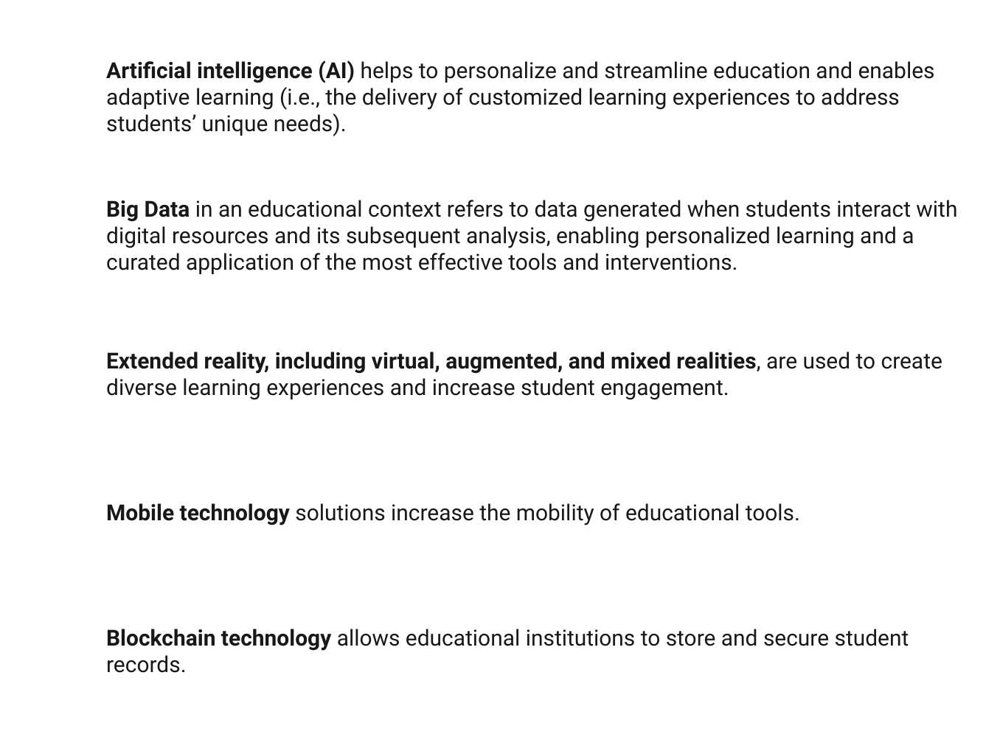 Artificial intelligence (AI) helps to personalize and streamline education and enables
adaptive learning (i.e., the delivery of customized learning experiences to address
students’ unique needs).
Big Data in an educational context refers to data generated when students interact with
digital resources and its subsequent analysis, enabling personalized learning and a
curated application of the most effective tools and interventions.
Extended reality, including virtual, augmented, and mixed realities, are used to create
diverse learning experiences and increase student engagement.
Mobile technology solutions increase the mobility of educational tools.
Blockchain technology allows educational institutions to store and secure student
records.